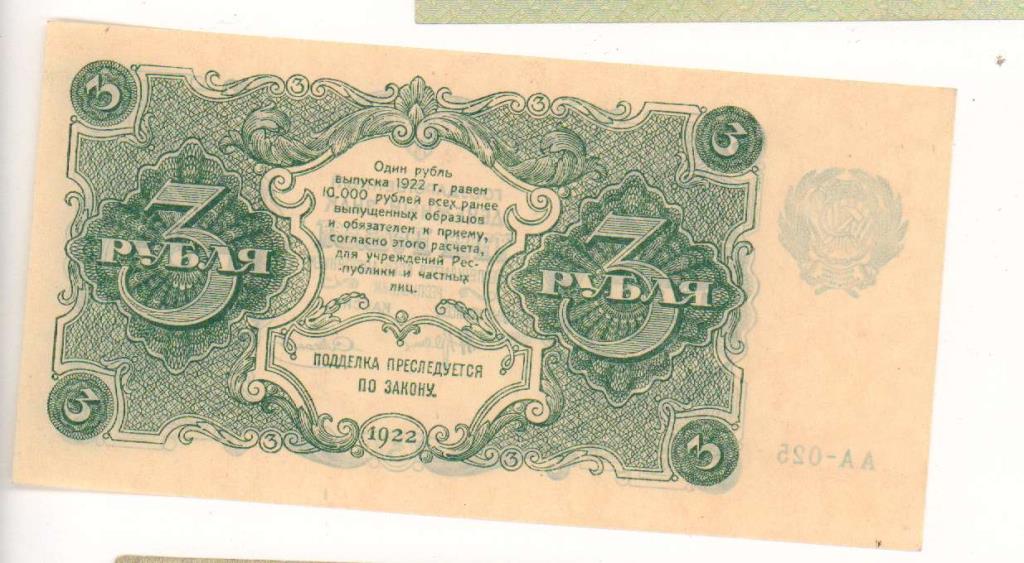 3
3
3
3
3
3
РУБЛЯ
Один рубль
выпуска 1922 г. равен
10.000 рублей всех ранее
выпущенных образцов
и обязателен к приему,
согласно этого расчета,
для учреждений Рес-
публики и частных
лиц.
3
РУБЛЯ
ПОДДЕЛКА ПРЕСЛЕДУЕТСЯ
ПО ЗАКОНУ.
3
3
1922
3
3
АА-025